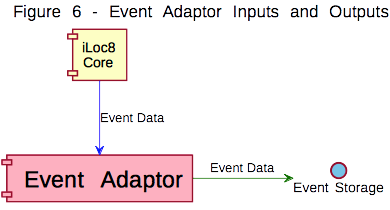 Figure 6 - Event Adaptor Inputs and Outputs
iLoc8
Core
Event Data
Event Adaptor
Event Data
Event Storage